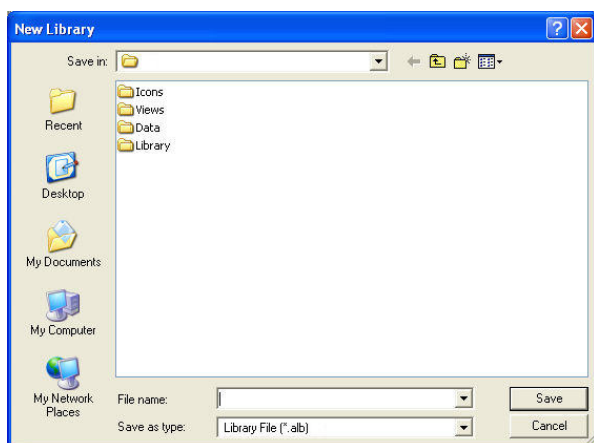 New Library
Save in:
Icons
Views
Data
Library
Recent
Desktop
My Documents
My Computer
My Network
Places
File name:
Save
Save as type:
Library File (*.alb)
Cancel